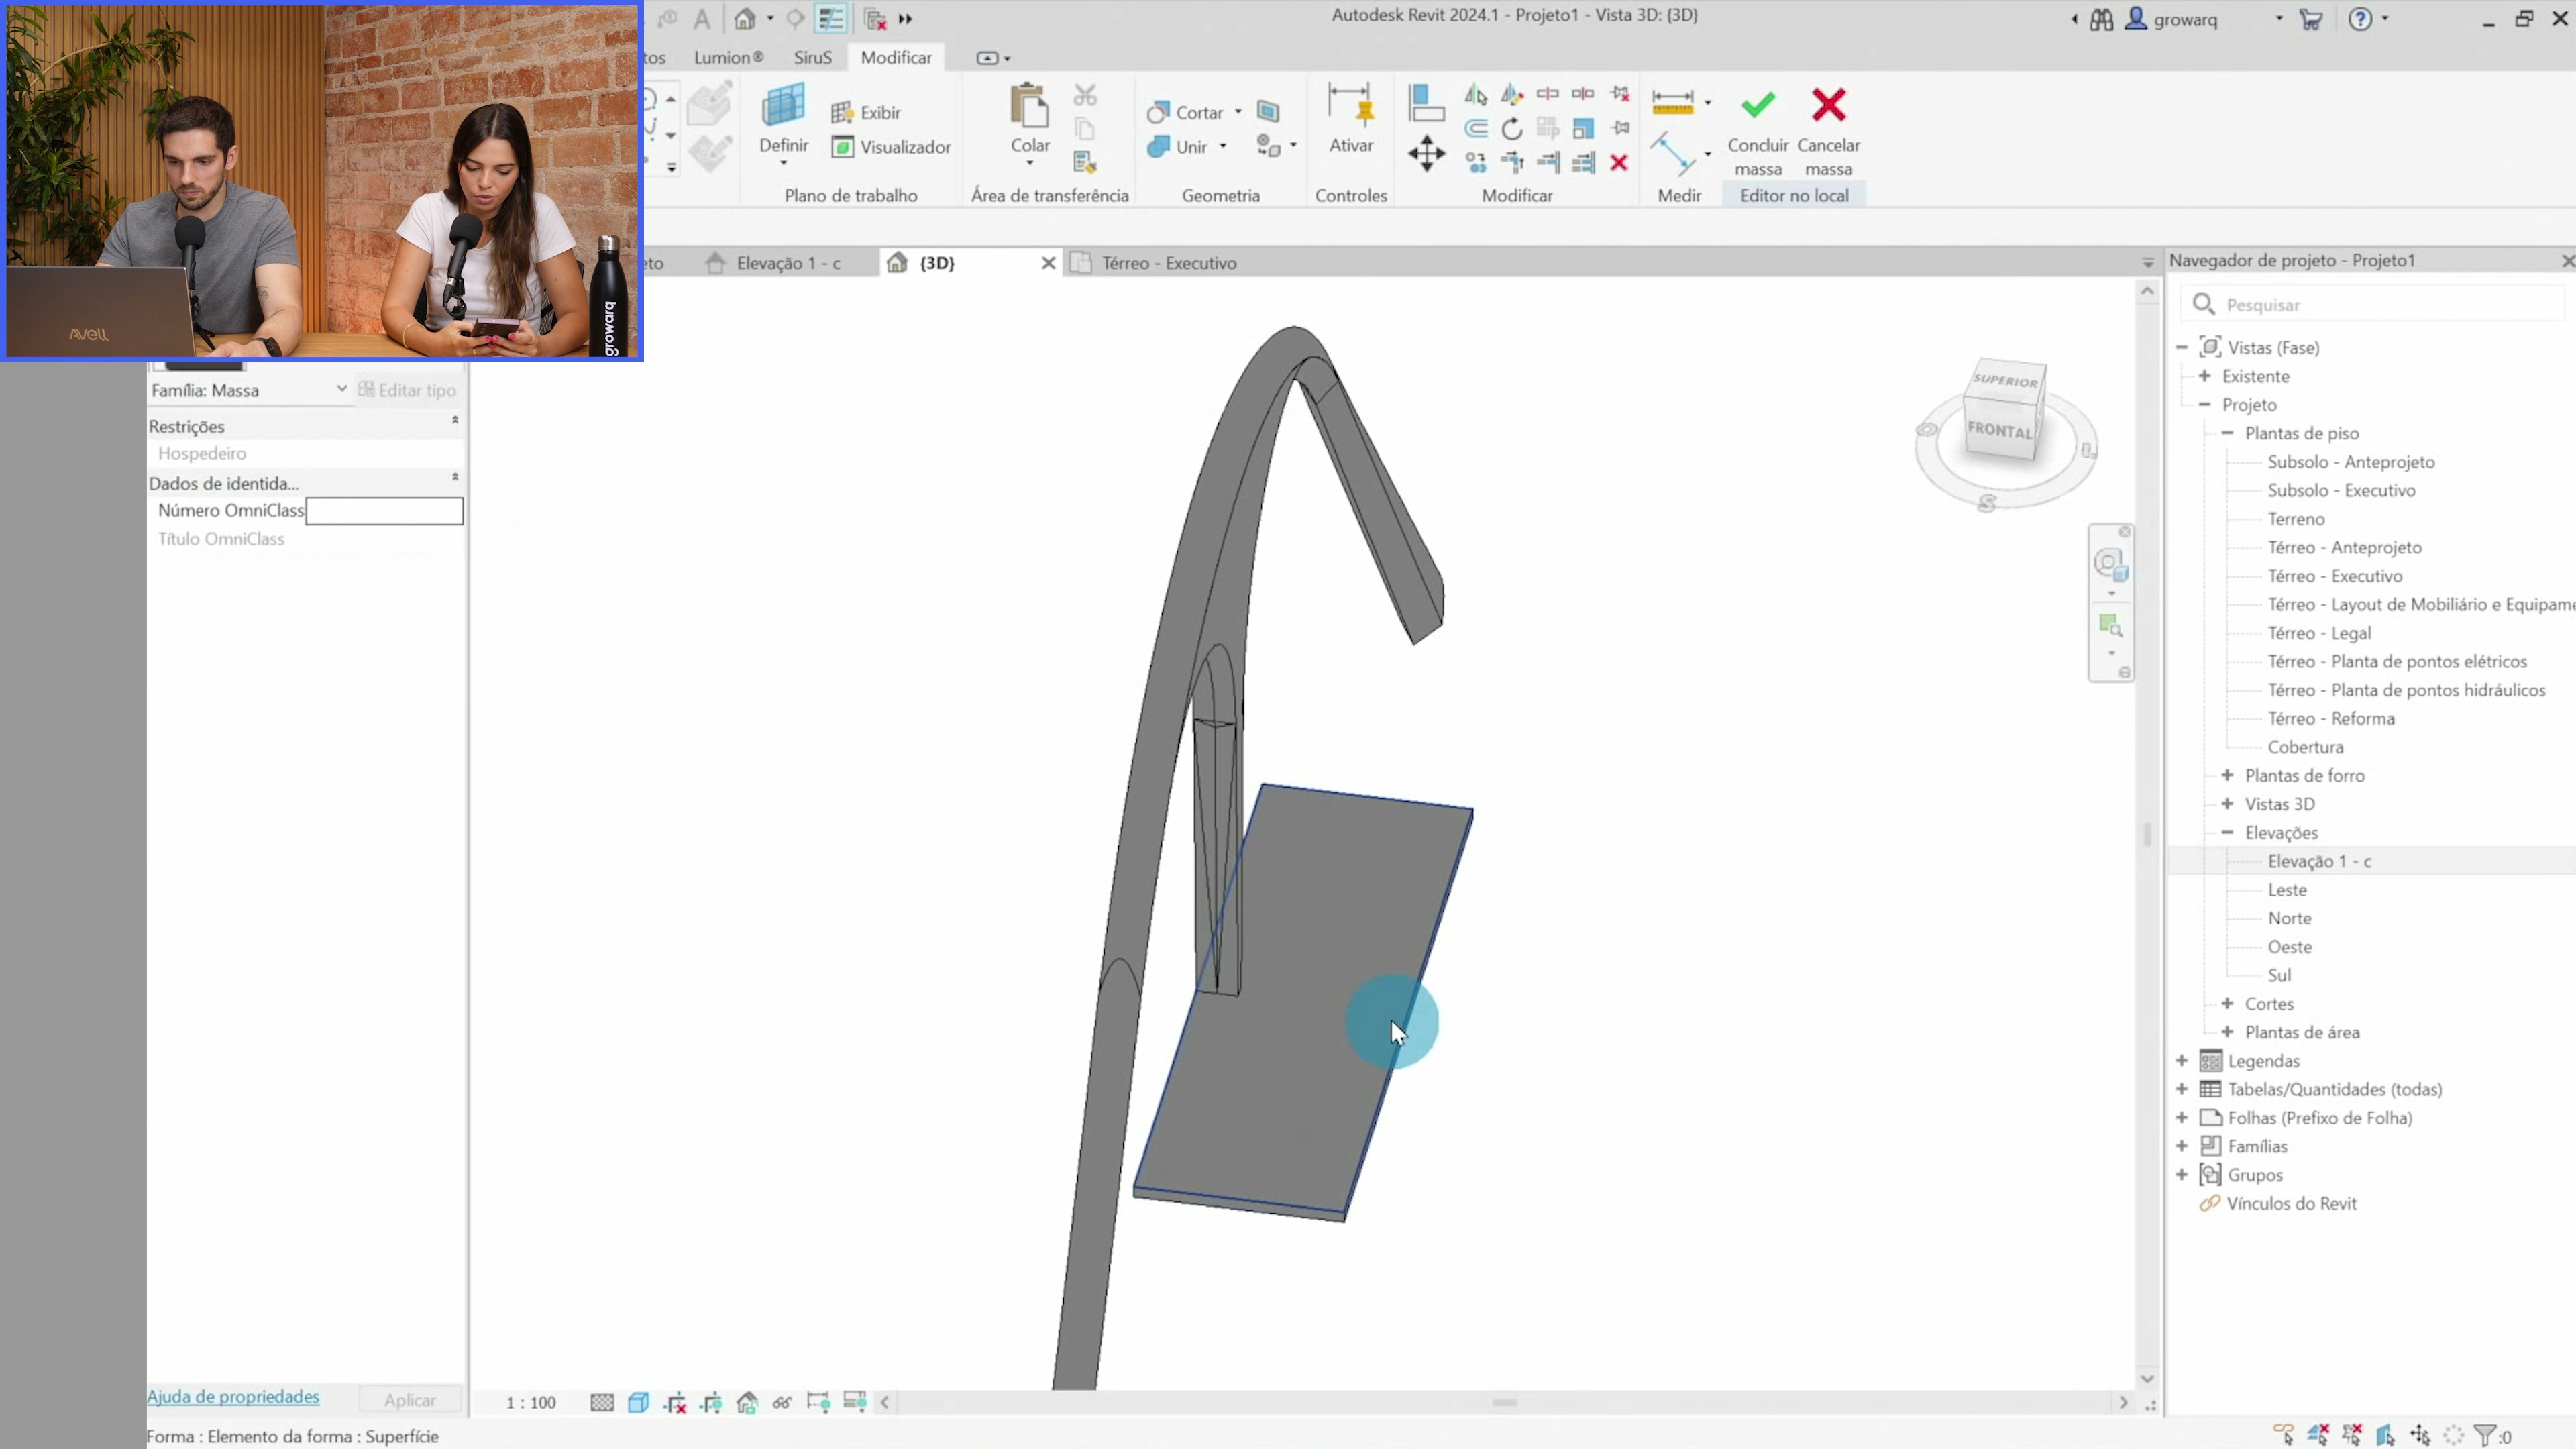 Autodesk Revit 2024.1 - Projeto1 - Vista 3D: {3D}
growarq
tos
Lumion®
SiruS
Modificar
Definir
Exibir
Visualizador
Plano de trabalho
Colar
Área de transferência
Cortar
Unir
Geometria
Ativar
Controles
Modificar
Medir
Concluir massa
Cancelar massa
Editor no local
eto
Elevação 1 - c
{3D}
Térreo - Executivo
Avell
growarq
Família: Massa
Editar tipo
Restrições
Hospedeiro
Dados de identida...
Número OmniClass
Título OmniClass
SUPERIOR
FRONTAL
S
Navegador de projeto - Projeto1
Pesquisar
Vistas (Fase)
Existente
Projeto
Plantas de piso
Subsolo - Anteprojeto
Subsolo - Executivo
Terreno
Térreo - Anteprojeto
Térreo - Executivo
Térreo - Layout de Mobiliário e Equipame
Térreo - Legal
Térreo - Planta de pontos elétricos
Térreo - Planta de pontos hidráulicos
Térreo - Reforma
Cobertura
Plantas de forro
Vistas 3D
Elevações
Elevação 1 - c
Leste
Norte
Oeste
Sul
Cortes
Plantas de área
Legendas
Tabelas/Quantidades (todas)
Folhas (Prefixo de Folha)
Famílias
Grupos
Vínculos do Revit
Ajuda de propriedades
Aplicar
1 : 100
Forma : Elemento da forma : Superfície
:0